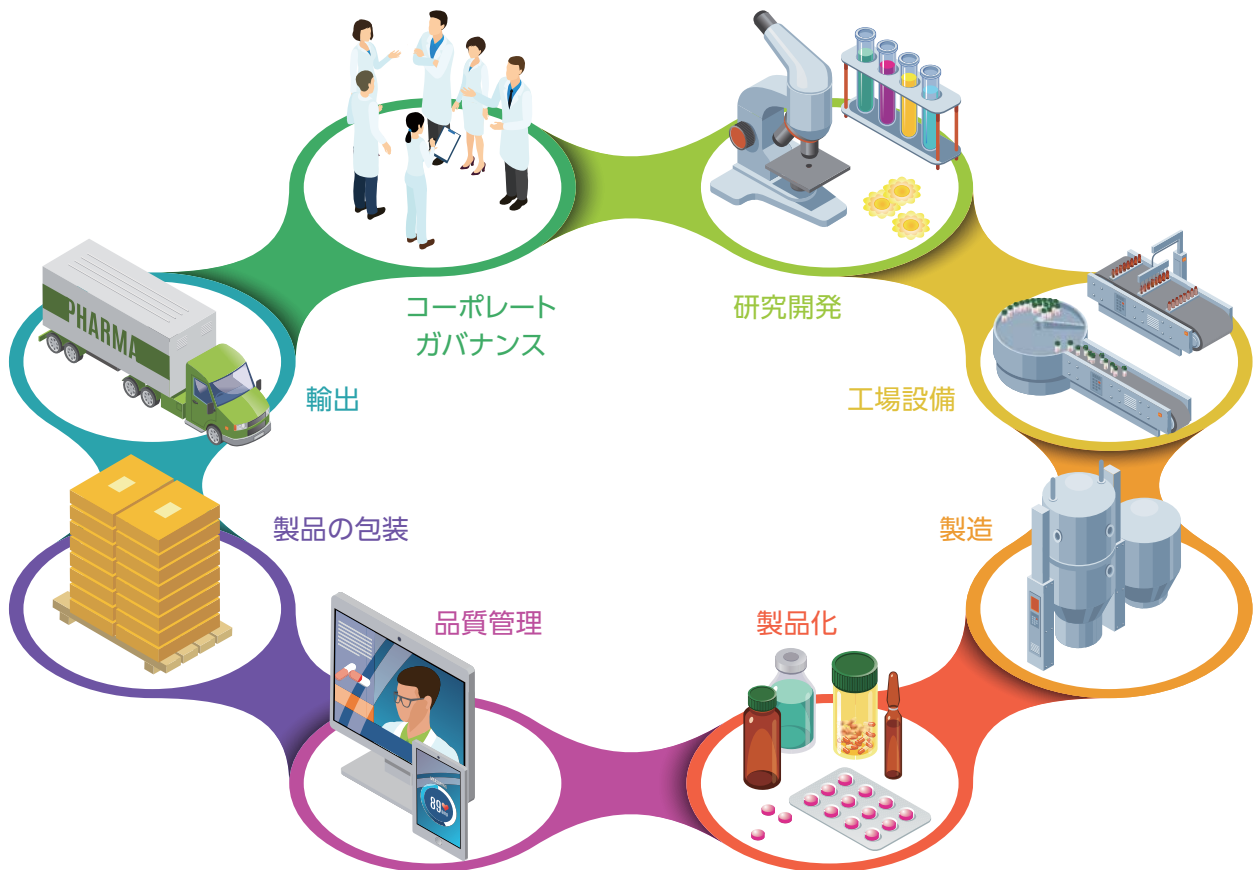 コーポレート
ガバナンス
研究開発
PHARMA
輸出
工場設備
製品の包装
製造
品質管理
製品化
89